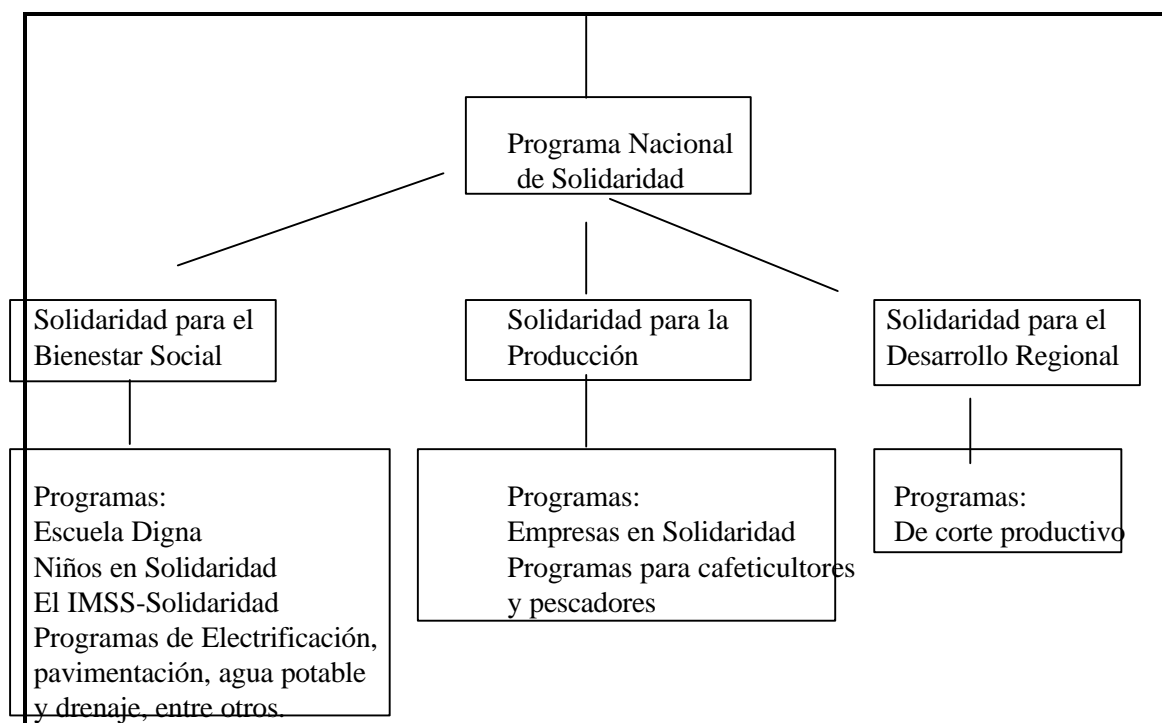 Programa Nacional
de Solidaridad
Solidaridad para el
Bienestar Social
Solidaridad para la
Producción
Solidaridad para el
Desarrollo Regional
Programas:
Escuela Digna
Niños en Solidaridad
El IMSS-Solidaridad
Programas de Electrificación,
pavimentación, agua potable
y drenaje, entre otros.
Programas:
Empresas en Solidaridad
Programas para cafeticultores
y pescadores
Programas:
De corte productivo